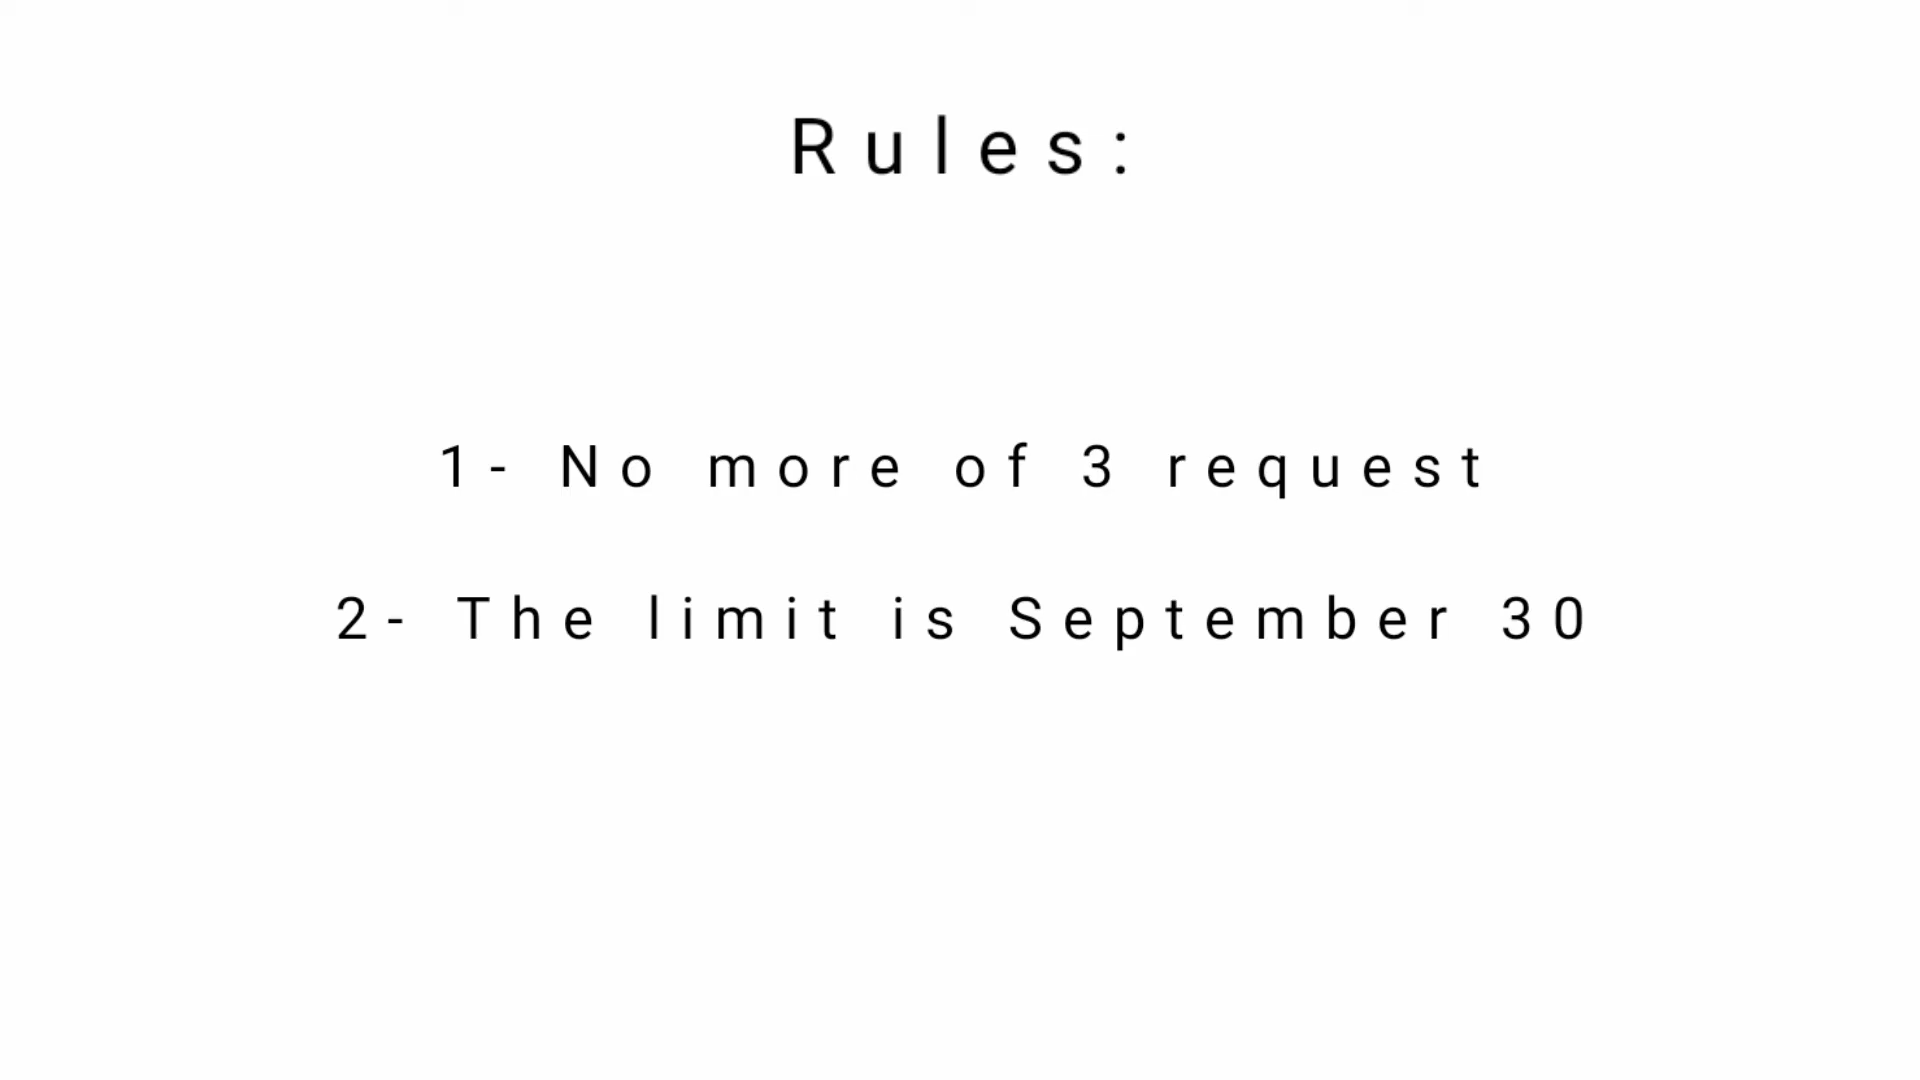 Rules:
1- No more of 3 request
2- The limit is September 30